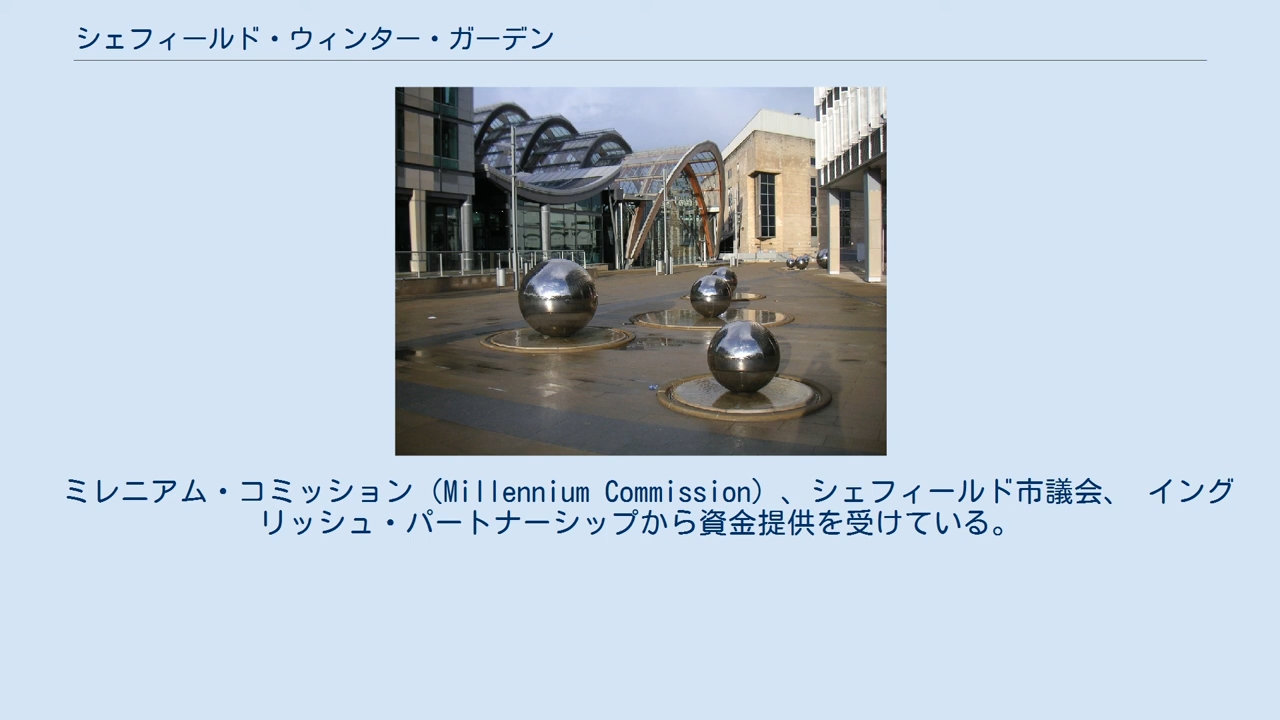 シェフィールド・ウィンター・ガーデン
ミレニアム・コミッション（Millennium Commission）、シェフィールド市議会、 イング
リッシュ・パートナーシップから資金提供を受けている。